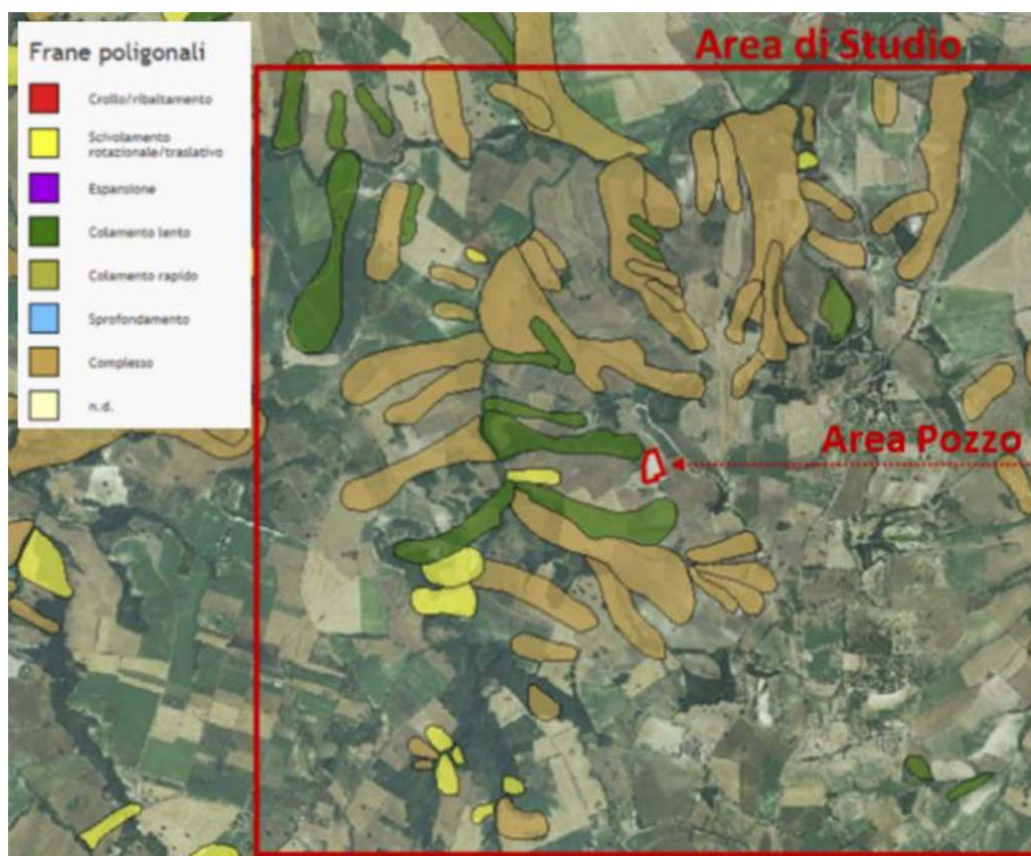 Area di Studio
Frane poligonali
Crollo/ribaltamento
Scivolamento
rotazionale/traslativo
Espansione
Colamento lento
Colamento rapido
Sprofondamento
Complesso
n.d.
Area Pozzo